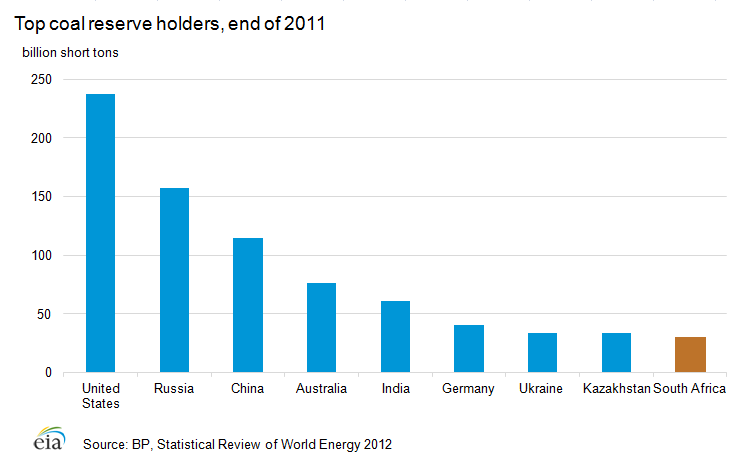 Top coal reserve holders, end of 2011
billion short tons
250
200
150
100
50
0
United States
Russia
China
Australia
India
Germany
Ukraine
Kazakhstan
South Africa
eia
Source: BP, Statistical Review of World Energy 2012